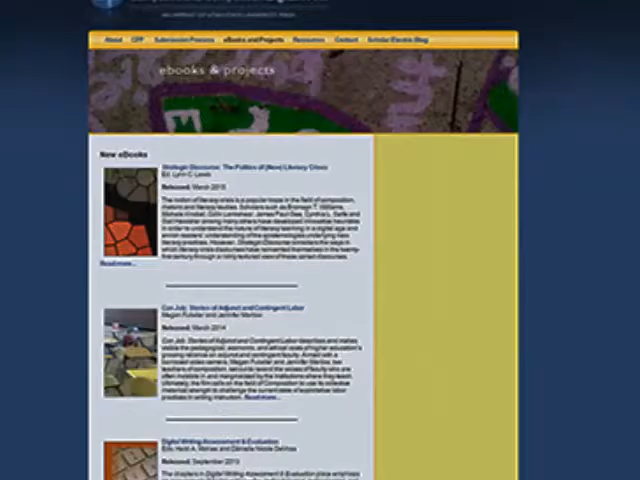 AN IMPRINT OF UTAH STATE UNIVERSITY PRESS
About CFP Submission Process eBooks and Projects Resources Contact Scholar Electric Blog
ebooks & projects
New eBooks
Strategic Discourse: The Politics of (New) Literacy Crises
Ed. Lynn C. Lewis
Released: March 2015
The notion of literacy crisis is a popular trope in the field of composition,
rhetoric and literacy studies. Scholars such as Bronwyn T. Williams,
Michele Knobel, Colin Lankshear, James Paul Gee, Cynthia L. Selfe and
Gail Hawisher among many others have developed innovative heuristics
in order to understand the nature of literacy learning in a digital age and
understanding of the epistemologies underlying new
literacy practices. However, Strategic Discourse considers the ways in
which literacy crisis discourses have reinvented themselves in the twenty-
first century through a richly textured view of these storied discourses.
Read more...
Con Job: Stories of Adjunct and Contingent Labor
Megan Fulwiler and Jennifer Marlow
Released: March 2014
Con Job: Stories of Adjunct and Contingent Labor describes and makes
visible the pedagogical, economic, and ethical costs of higher education's
growing reliance on adjunct and contingent faculty. Armed with a
borrowed video camera, Megan Fulwiler and Jennifer Marlow, two
teachers of composition, set out to record the voices of faculty who are
often invisible in and marginalized by the institutions where they teach.
Ultimately, the film calls on the field of Composition to use its collective
material strength to challenge the current state of exploitative labor
practices in writing instruction. Read more...
Digital Writing Assessment & Evaluation
Eds. Heidi A. McKee and Dànielle Nicole DeVoss
Released: September 2013
The chapters in Digital Writing Assessment & Evaluation place emphasis